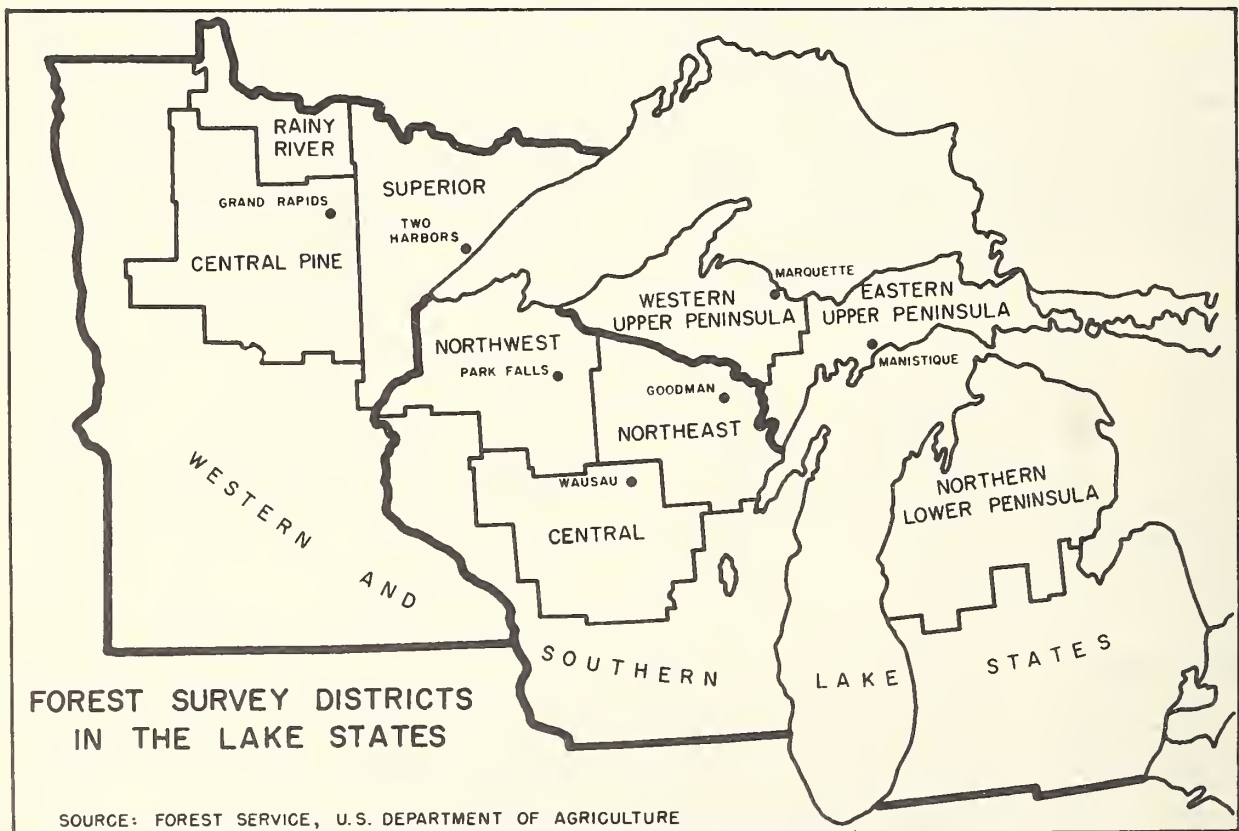 RAINY
RIVER
SUPERIOR
GRAND RAPIDS
TWO
HARBORS
CENTRAL PINE
MARQUETTE
WESTERN
UPPER PENINSULA
EASTERN
UPPER PENINSULA
NORTHWEST
PARK FALLS
MANISTIQUE
GOODMAN
NORTHEAST
WAUSAU
CENTRAL
NORTHERN
LOWER PENINSULA
WESTERN AND SOUTHERN LAKE STATES
FOREST SURVEY DISTRICTS
IN THE LAKE STATES
SOURCE: FOREST SERVICE, U.S. DEPARTMENT OF AGRICULTURE